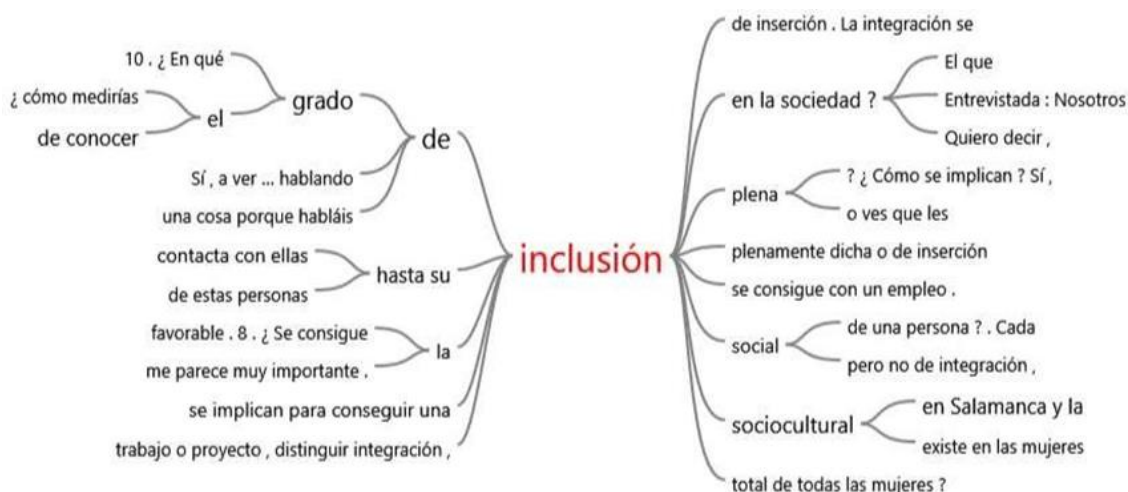 10 . ¿ En qué
¿ cómo medirías
de conocer
el
grado
Sí , a ver ... hablando
una cosa porque habláis
de
contacta con ellas
de estas personas
hasta su
favorable . 8 . ¿ Se consigue
me parece muy importante .
la
se implican para conseguir una
trabajo o proyecto , distinguir integración ,
inclusión
de inserción . La integración se
en la sociedad ?
El que
Entrevistada : Nosotros
Quiero decir ,
plena
? ¿ Cómo se implican ? Sí ,
o ves que les
plenamente dicha o de inserción
se consigue con un empleo .
social
de una persona ? . Cada
pero no de integración ,
sociocultural
en Salamanca y la
existe en las mujeres
total de todas las mujeres ?